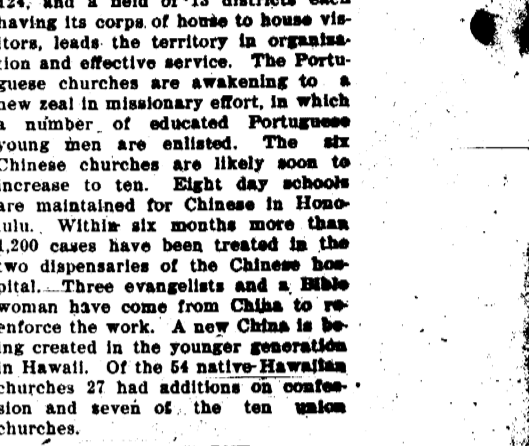 124, and a field of 13 districts each
having its corps of house to house vis-
itors, leads the territory in organiza-
tion and effective service. The Portu-
guese churches are awakening to a
new zeal in missionary effort, in which
a number of educated Portuguese
young men are enlisted. The six
Chinese churches are likely soon to
increase to ten. Eight day schools
are maintained for Chinese in Hono-
lulu. Within six months more than
1,200 cases have been treated in the
two dispensaries of the Chinese hos-
pital. Three evangelists and a Bible
woman have come from China to re-
enforce the work. A new China is be-
ing created in the younger generation
in Hawaii. Of the 54 native Hawaiian
churches 27 had additions on confes-
sion and seven of the ten union
churches.